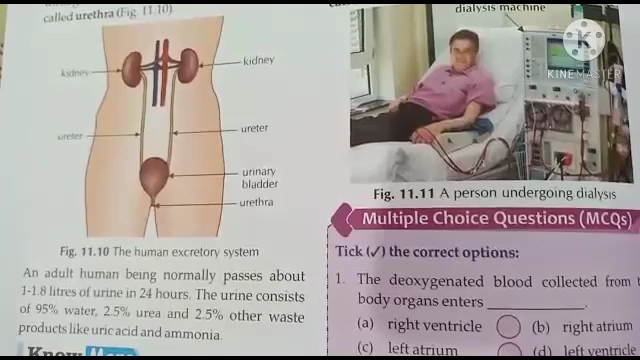 called urethra (Fig. 11.10).
kidney
kidney
ureter
ureter
urinary
bladder
urethra
Fig. 11.10 The human excretory system
An adult human being normally passes about
1-1.8 litres of urine in 24 hours. The urine consists
of 95% water, 2.5% urea and 2.5% other waste
products like uric acid and ammonia.
Know More
dialysis machine
K
KINEMASTER
Fig. 11.11 A person undergoing dialysis
Multiple Choice Questions (MCQs)
Tick (✓) the correct options:
1. The deoxygenated blood collected from
body organs enters ___________.
(a) right ventricle (b) right atrium
(c) left atrium (d) left ventricle